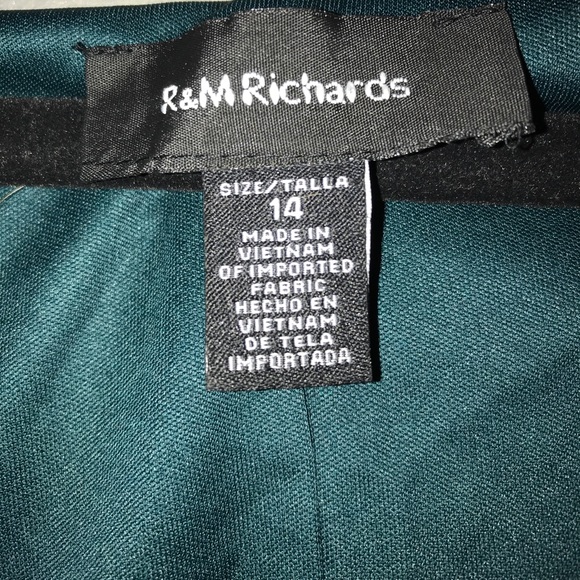 R&M Richards
SIZE/TALLA
14
MADE IN
VIETNAM
OF IMPORTED
FABRIC
HECHO EN
VIETNAM
DE TELA
IMPORTADA